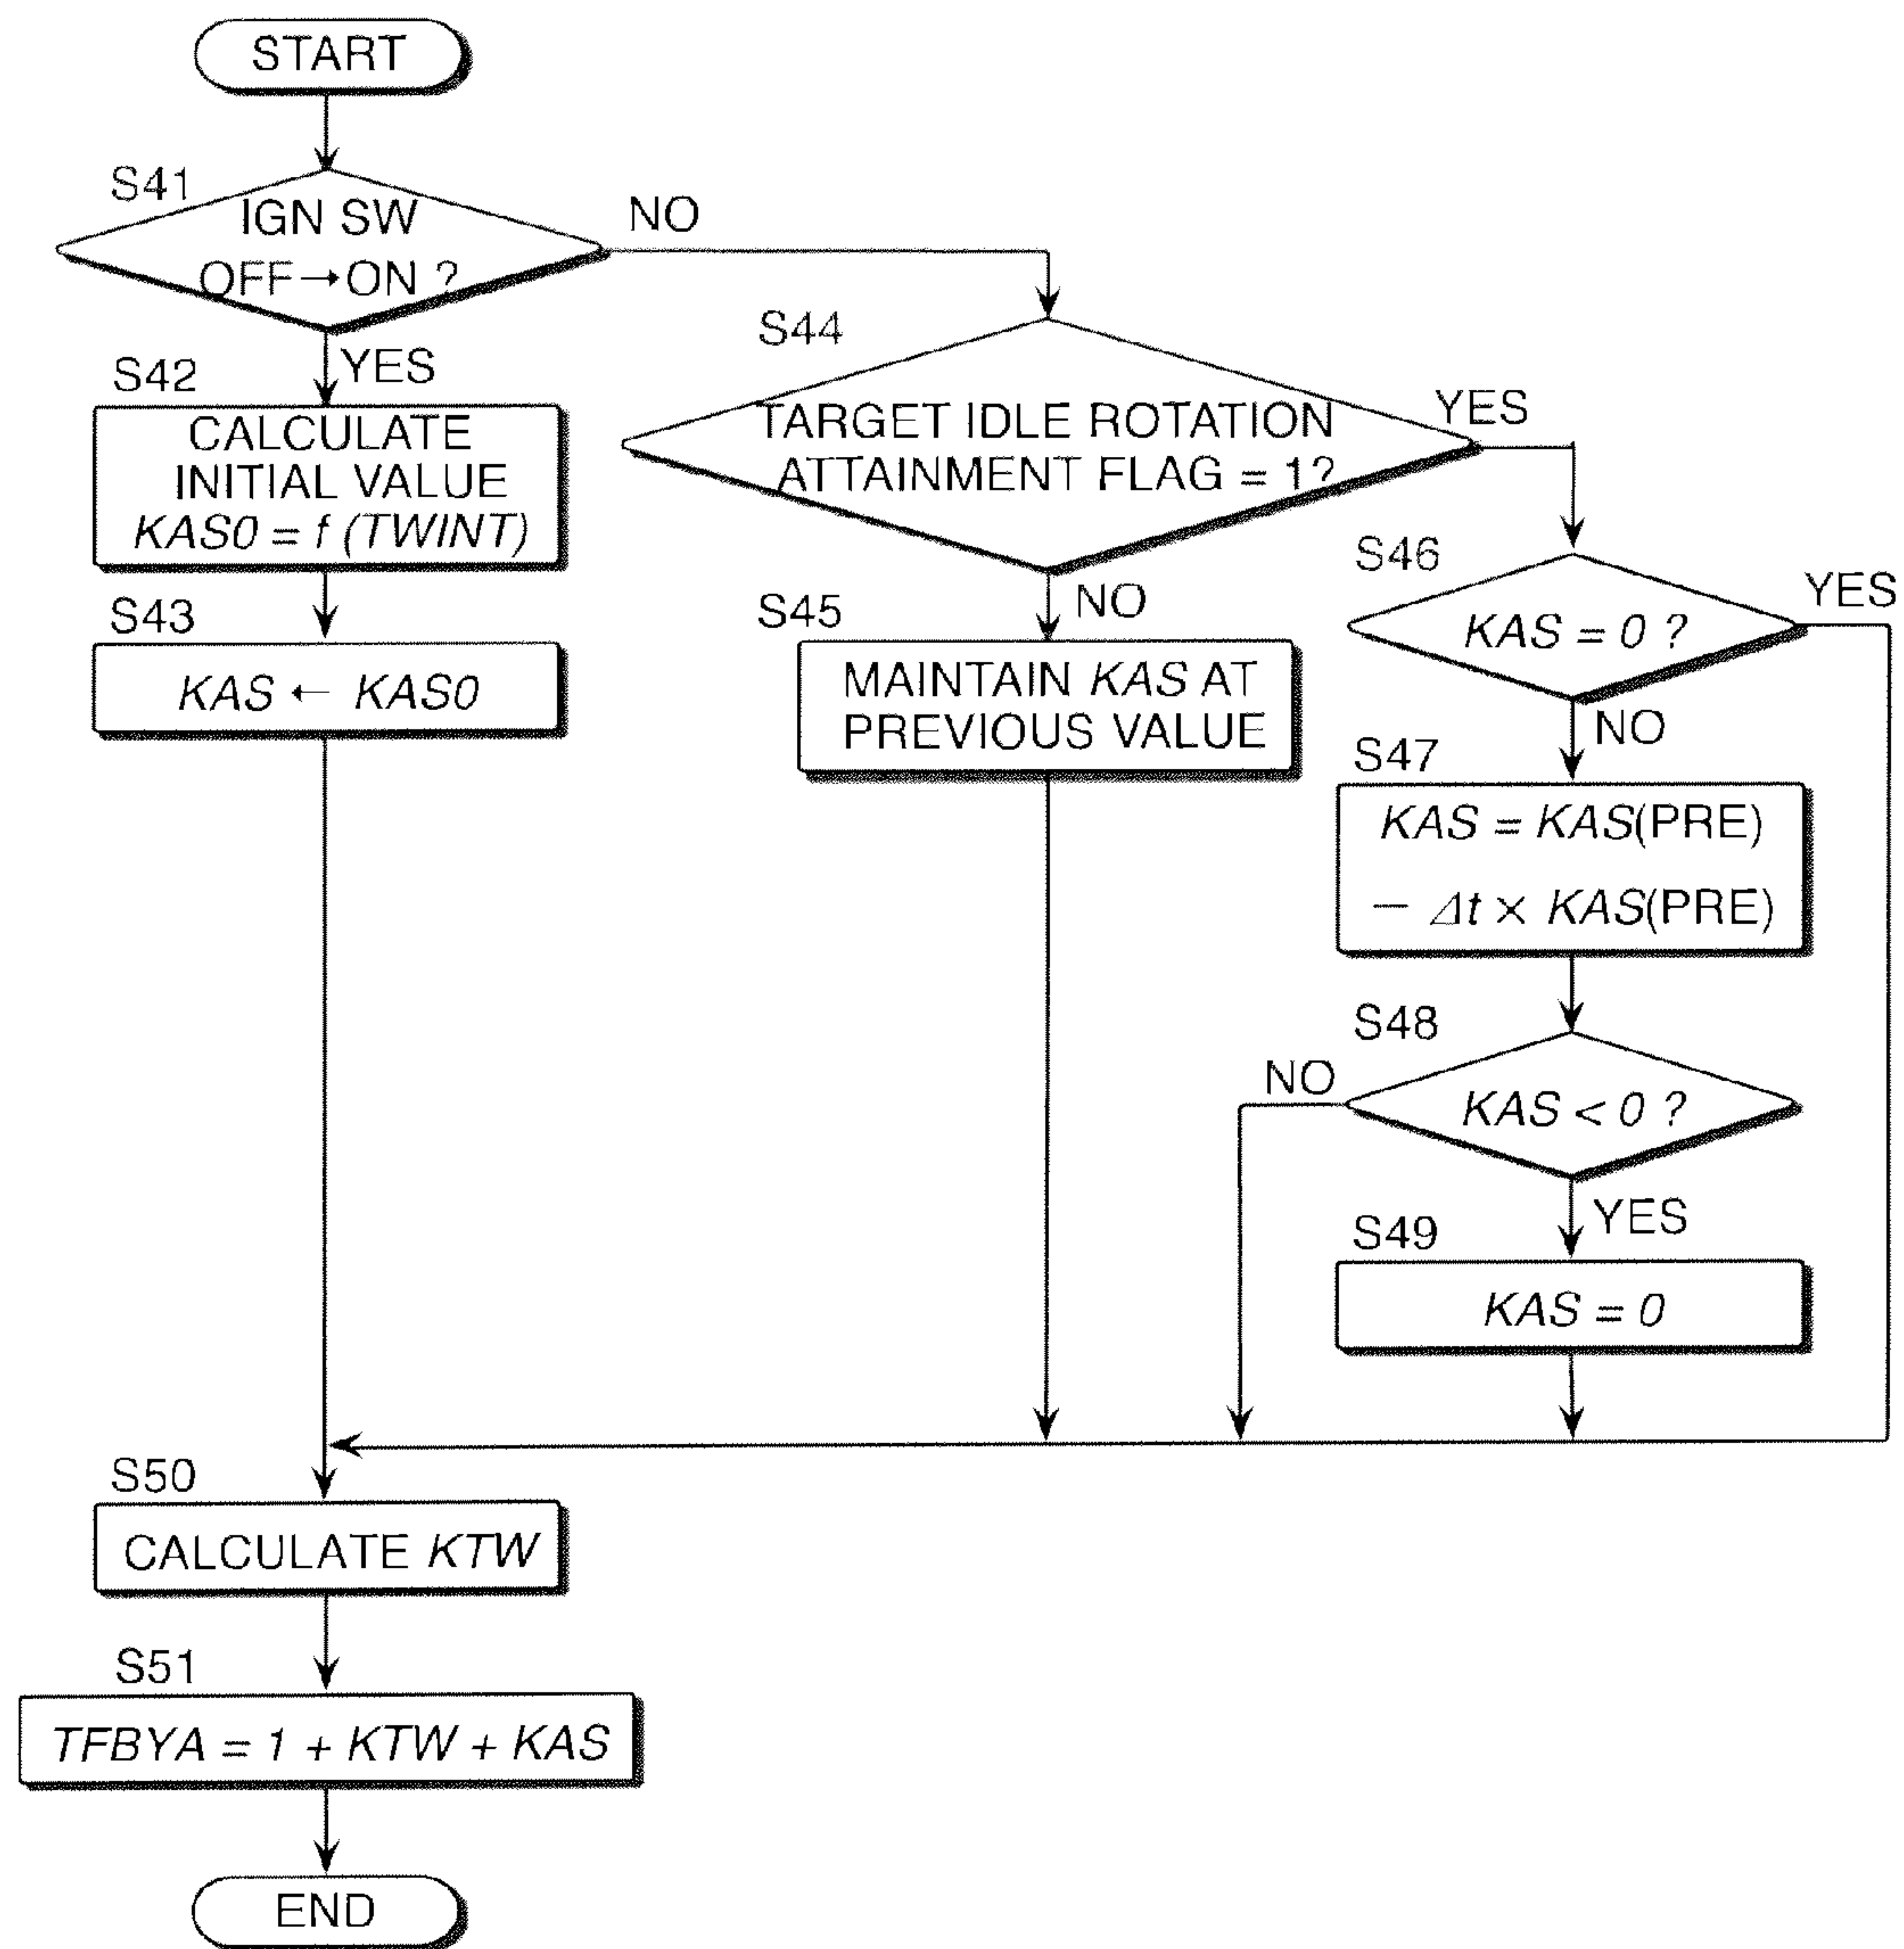 START
S41
IGN SW
OFF→ON ?
NO
YES
S42
CALCULATE
INITIAL VALUE
KAS0 = f (TWINT)
S43
KAS ← KAS0
S44
TARGET IDLE ROTATION
ATTAINMENT FLAG = 1?
YES
NO
S45
MAINTAIN KAS AT
PREVIOUS VALUE
S46
KAS = 0 ?
YES
NO
S47
KAS = KAS(PRE)
− Δt × KAS(PRE)
S48
KAS < 0 ?
NO
YES
S49
KAS = 0
S50
CALCULATE KTW
S51
TFBYA = 1 + KTW + KAS
END